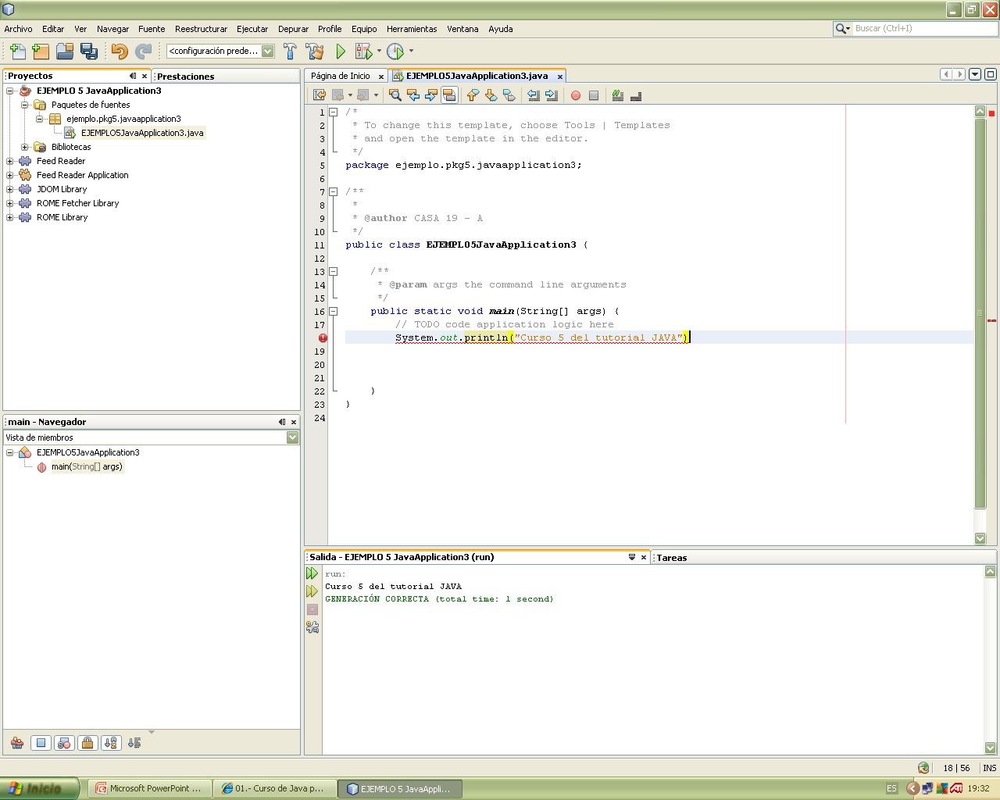 Archivo Editar Ver Navegar Fuente Reestructurar Ejecutar Depurar Profile Equipo Herramientas Ventana Ayuda
Buscar (Ctrl+I)
<configuración prede...
Proyectos
Prestaciones
EJEMPLO 5 JavaApplication3
Paquetes de fuentes
ejemplo.pkg5.javaapplication3
EJEMPLO5JavaApplication3.java
Bibliotecas
Feed Reader
Feed Reader Application
JDOM Library
ROME Fetcher Library
ROME Library
main - Navegador
Vista de miembros
EJEMPLO5JavaApplication3
main(String[] args)
Página de Inicio
EJEMPLO5JavaApplication3.java
1 /*
2  * To change this template, choose Tools | Templates
3  * and open the template in the editor.
4  */
5 package ejemplo.pkg5.javaapplication3;
6
7 /**
8  *
9  * @author CASA 19 - A
10  */
11 public class EJEMPLO5JavaApplication3 {
12
13     /**
14      * @param args the command line arguments
15      */
16     public static void main(String[] args) {
17         // TODO code application logic here
System.out.println("Curso 5 del tutorial JAVA")
19
20
21
22     }
23 }
24
Salida - EJEMPLO 5 JavaApplication3 (run)
Tareas
run:
Curso 5 del tutorial JAVA
GENERACIÓN CORRECTA (total time: 1 second)
18 | 56 INS
Inicio
Microsoft PowerPoint ...
01.- Curso de Java p...
EJEMPLO 5 JavaAppli...
ES
19:32